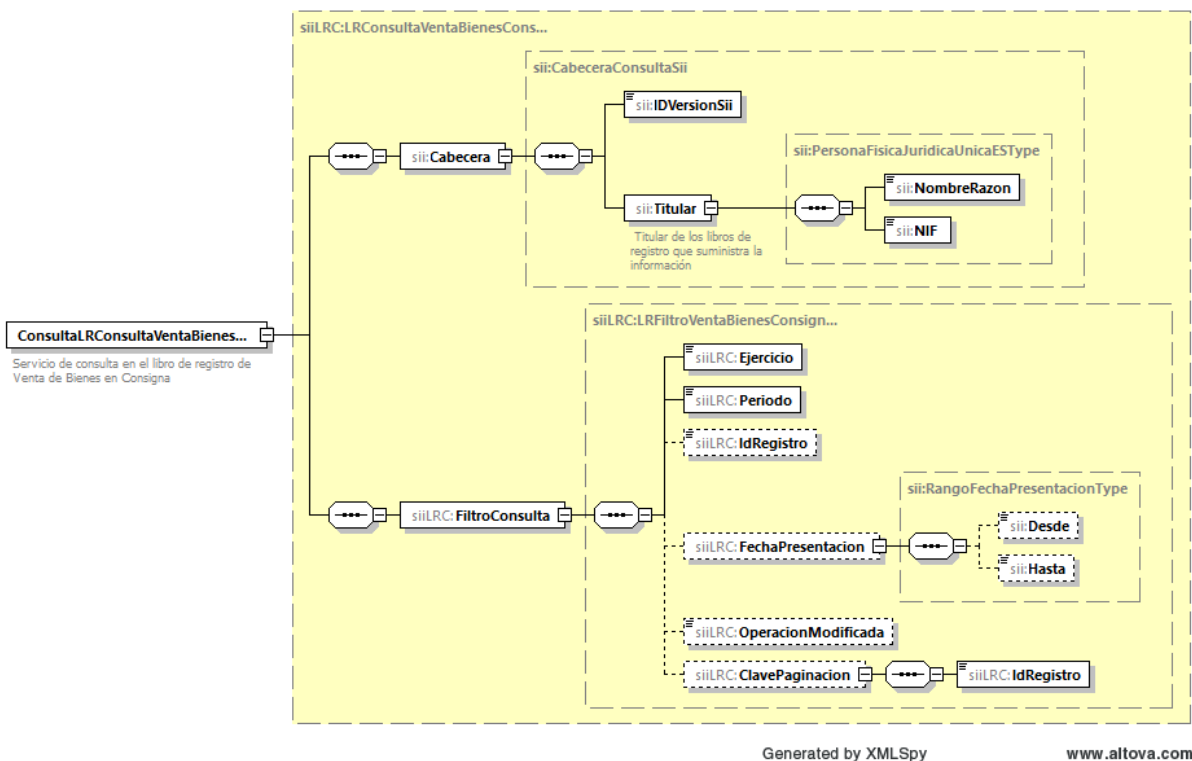 siiLRC:LRConsultaVentaBienesCons...
sii:CabeceraConsultaSii
sii:IDVersionSii
sii:PersonaFisicaJuridicaUnicaESType
sii:Cabecera
sii:NombreRazon
sii:Titular
sii:NIF
Titular de los libros de
registro que suministra la
información
siiLRC:LRFiltroVentaBienesConsign...
ConsultaLRConsultaVentaBienes...
Servicio de consulta en el libro de registro de
Venta de Bienes en Consigna
siiLRC:Ejercicio
siiLRC:Periodo
siiLRC:IdRegistro
sii:RangoFechaPresentacionType
siiLRC:FiltroConsulta
sii:Desde
siiLRC:FechaPresentacion
sii:Hasta
siiLRC:OperacionModificada
siiLRC:ClavePaginacion
siiLRC:IdRegistro
Generated by XMLSpy
www.altova.com